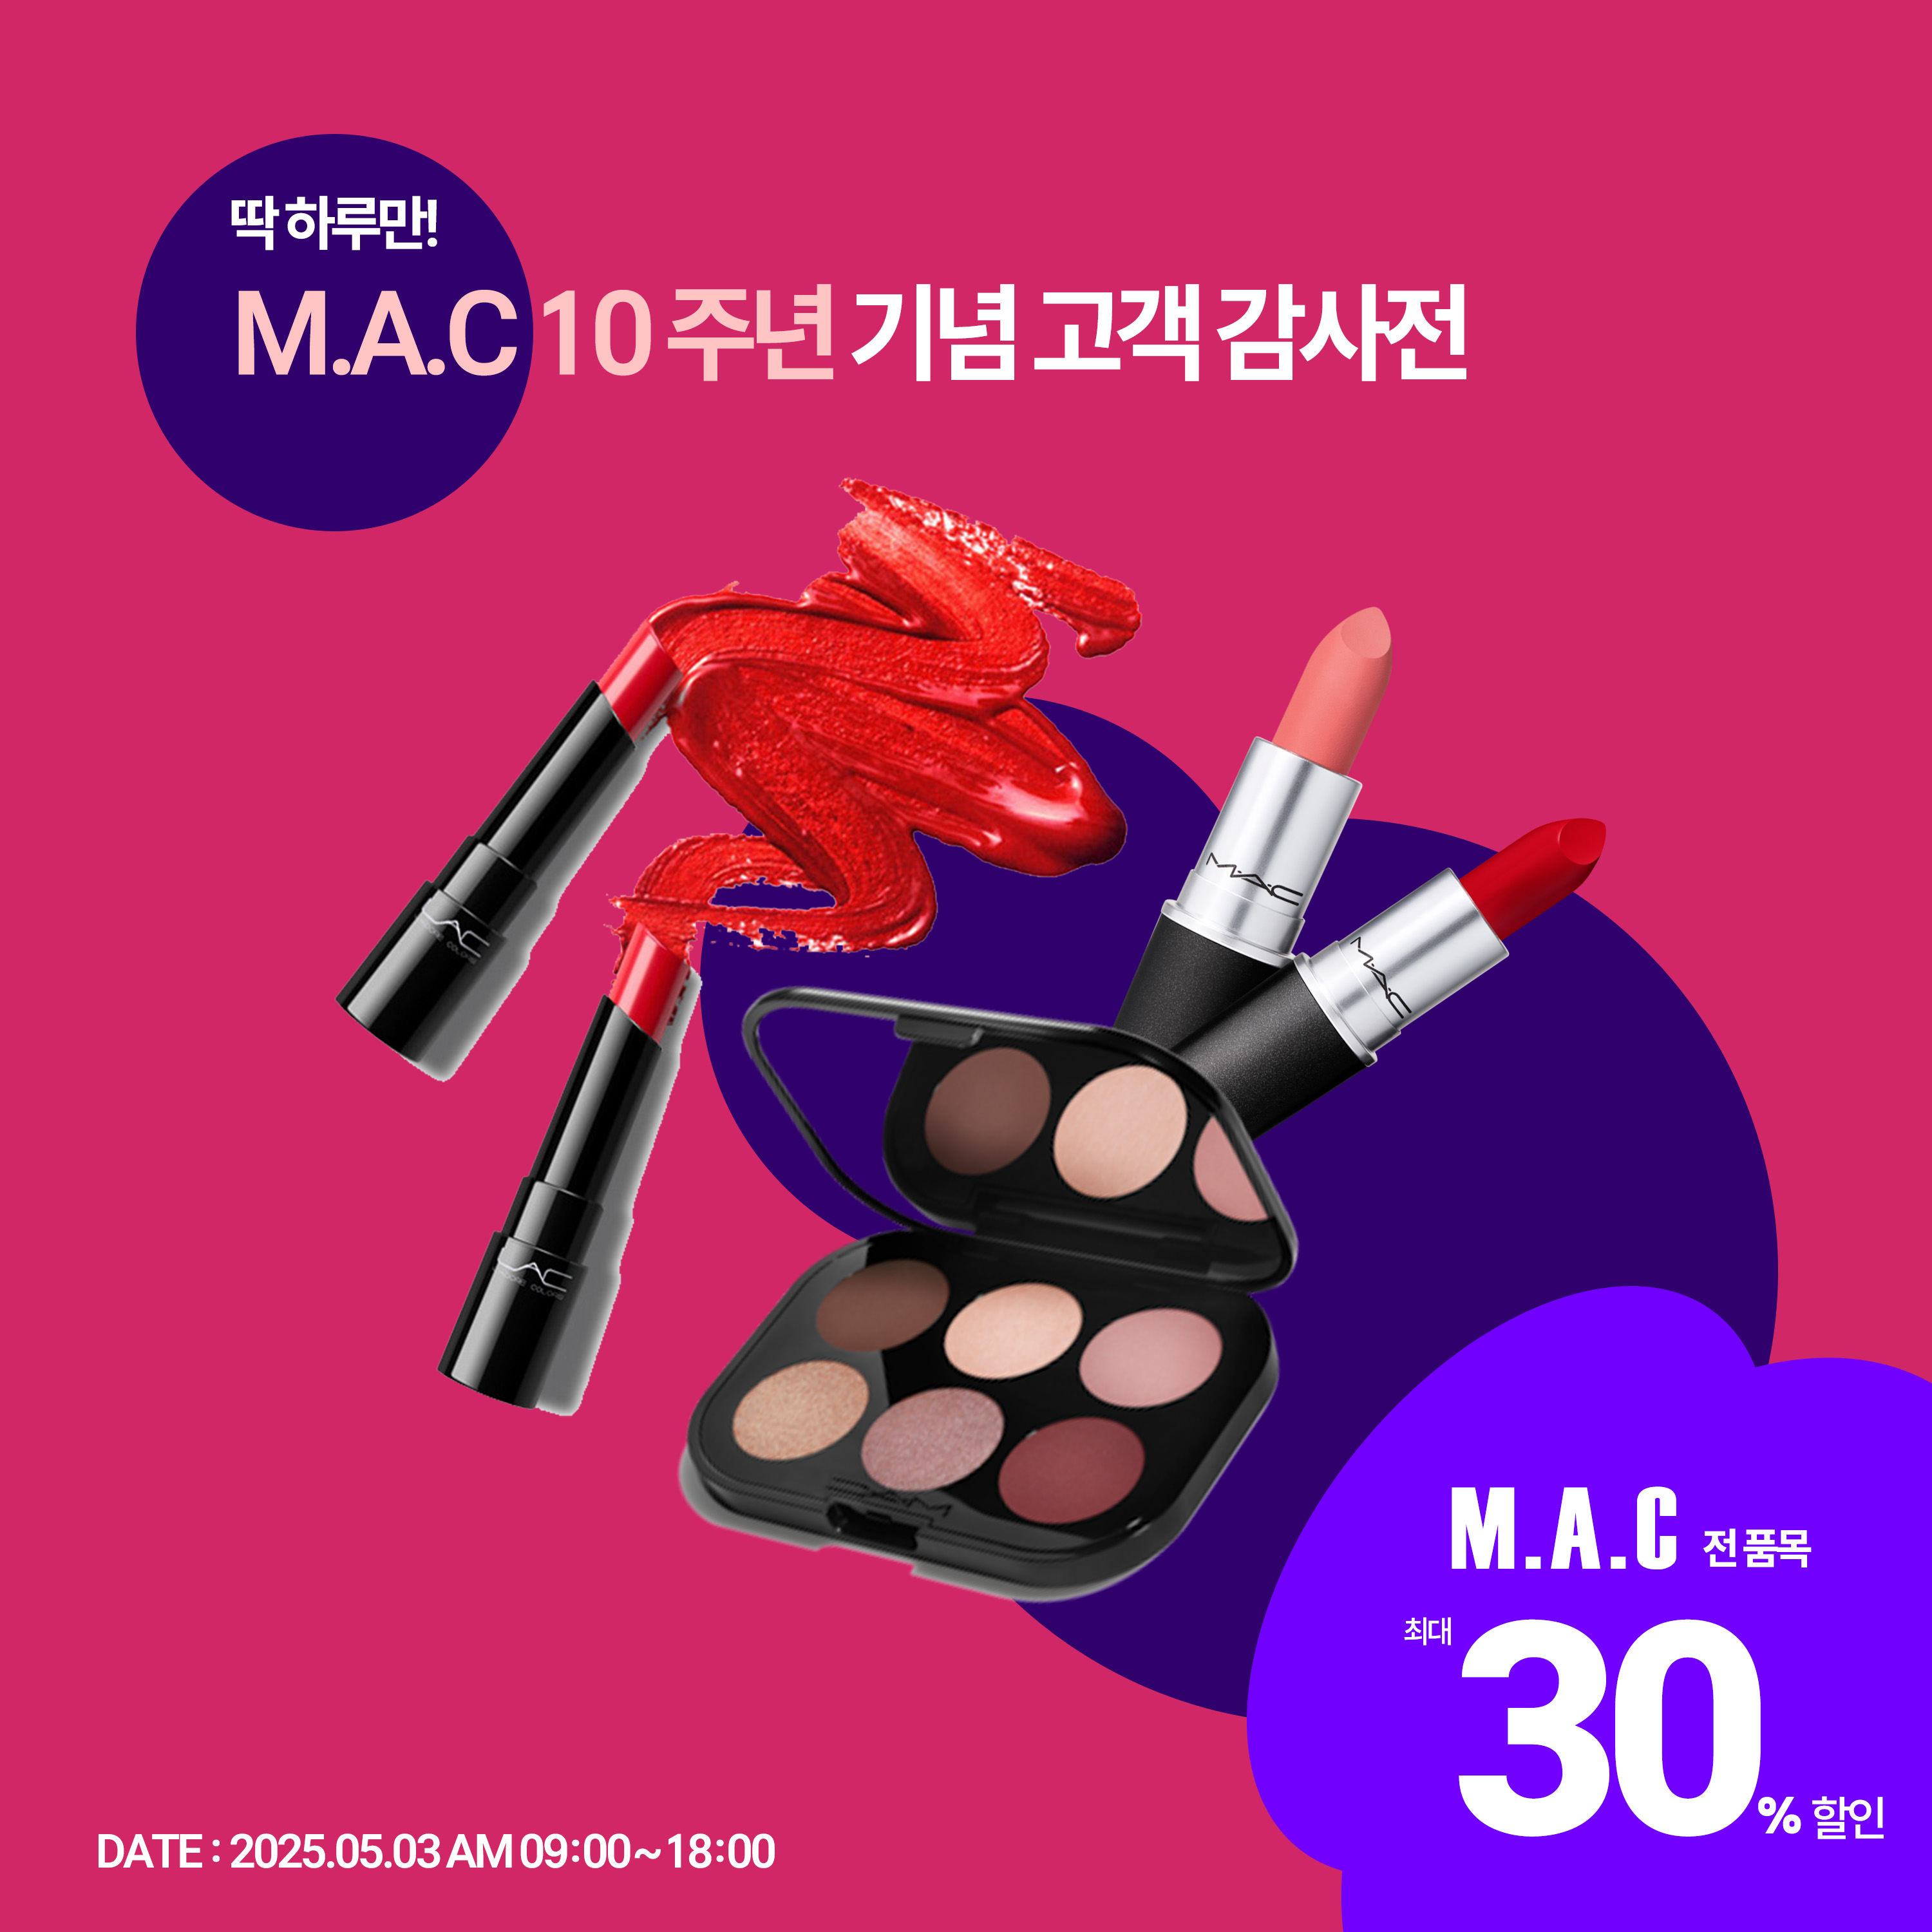 딱 하루만!
M.A.C 10 주년 기념 고객 감사전
M·A·C
M·A·C
M.A.C 전 품목
최대
30% 할인
DATE : 2025.05.03 AM 09:00 ~ 18:00